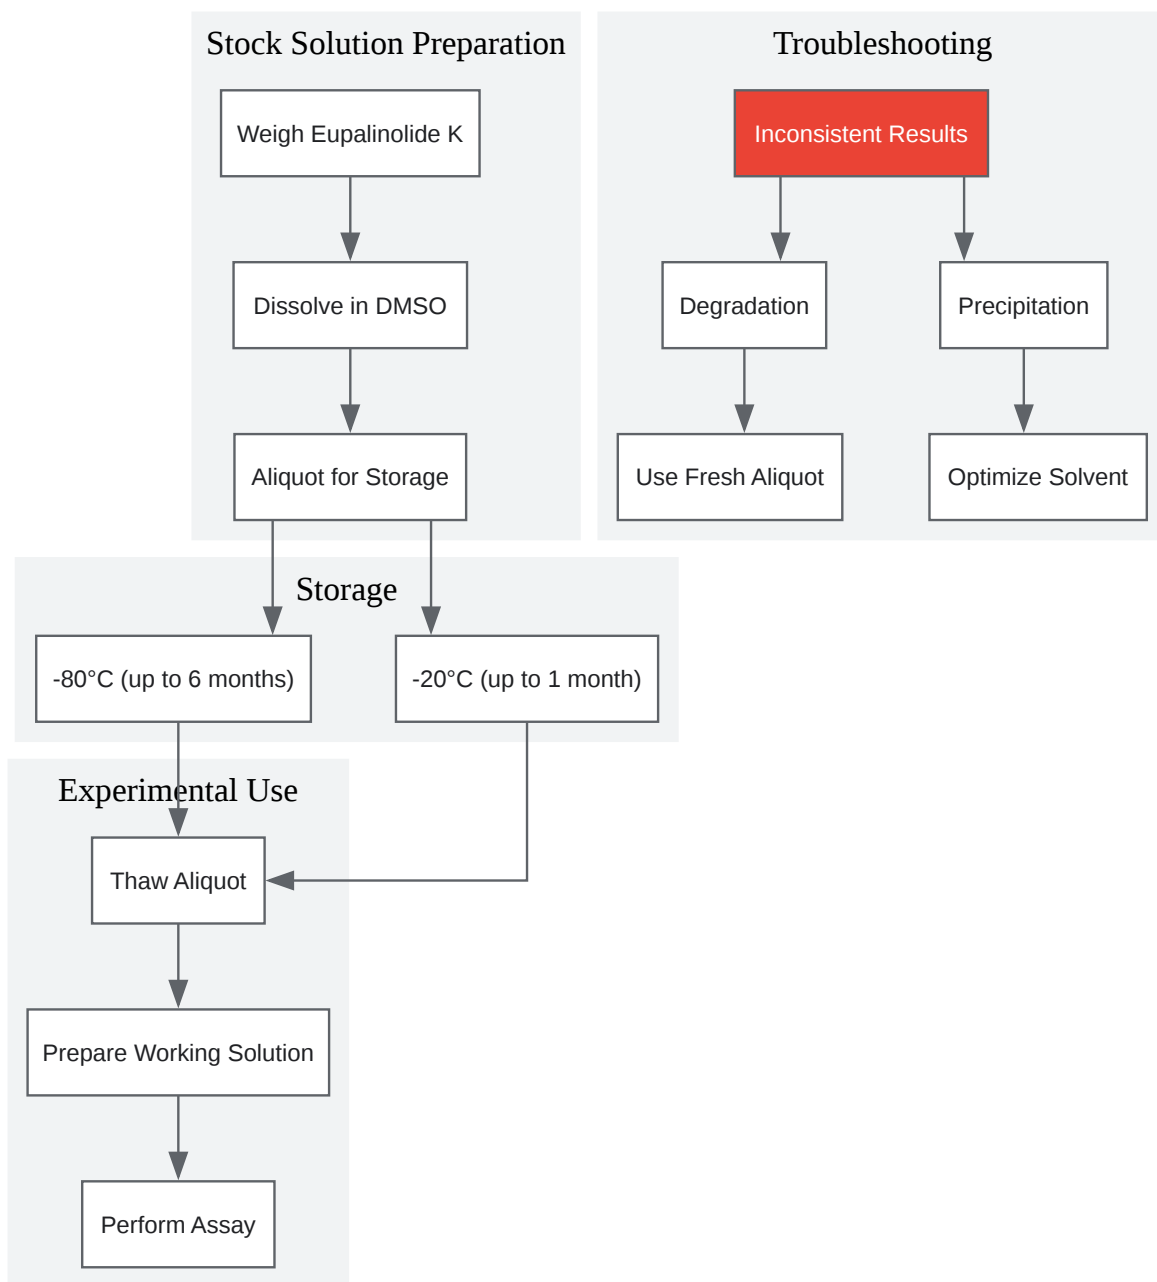 Stock Solution Preparation
Weigh Eupalinolide K
Dissolve in DMSO
Aliquot for Storage
Troubleshooting
Inconsistent Results
Degradation
Precipitation
Use Fresh Aliquot
Optimize Solvent
Storage
-80°C (up to 6 months)
-20°C (up to 1 month)
Experimental Use
Thaw Aliquot
Prepare Working Solution
Perform Assay